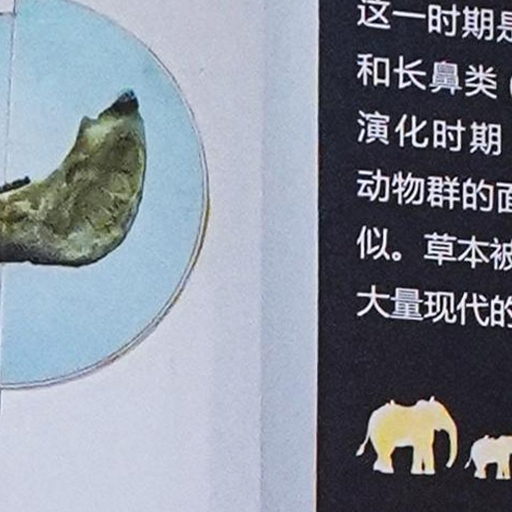 这一时期是
和长鼻类（
演化时期
动物群的面
似。草本被
大量现代的